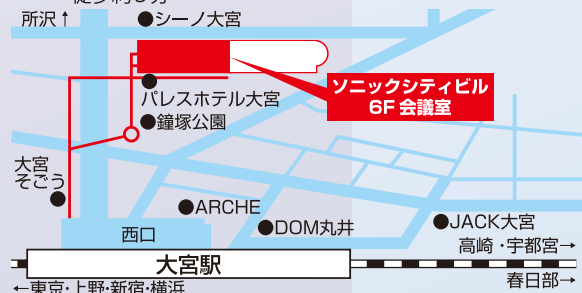 所沢↑
●シーノ大宮
ソニックシティビル
6F 会議室
パレスホテル大宮
●鐘塚公園
大宮
そごう
●ARCHE
●DOM丸井
●JACK大宮
西口
高崎・宇都宮→
大宮駅
春日部→
←東京・上野・新宿・横浜